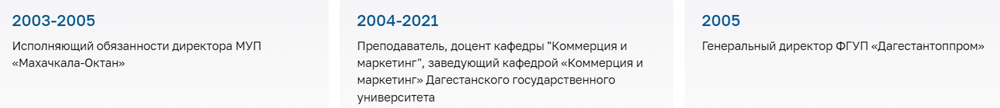 2003-2005
Исполняющий обязанности директора МУП
«Махачкала-Октан»
2004-2021
Преподаватель, доцент кафедры "Коммерция и
маркетинг", заведующий кафедрой «Коммерция и
маркетинг» Дагестанского государственного
университета
2005
Генеральный директор ФГУП «Дагестантоппром»